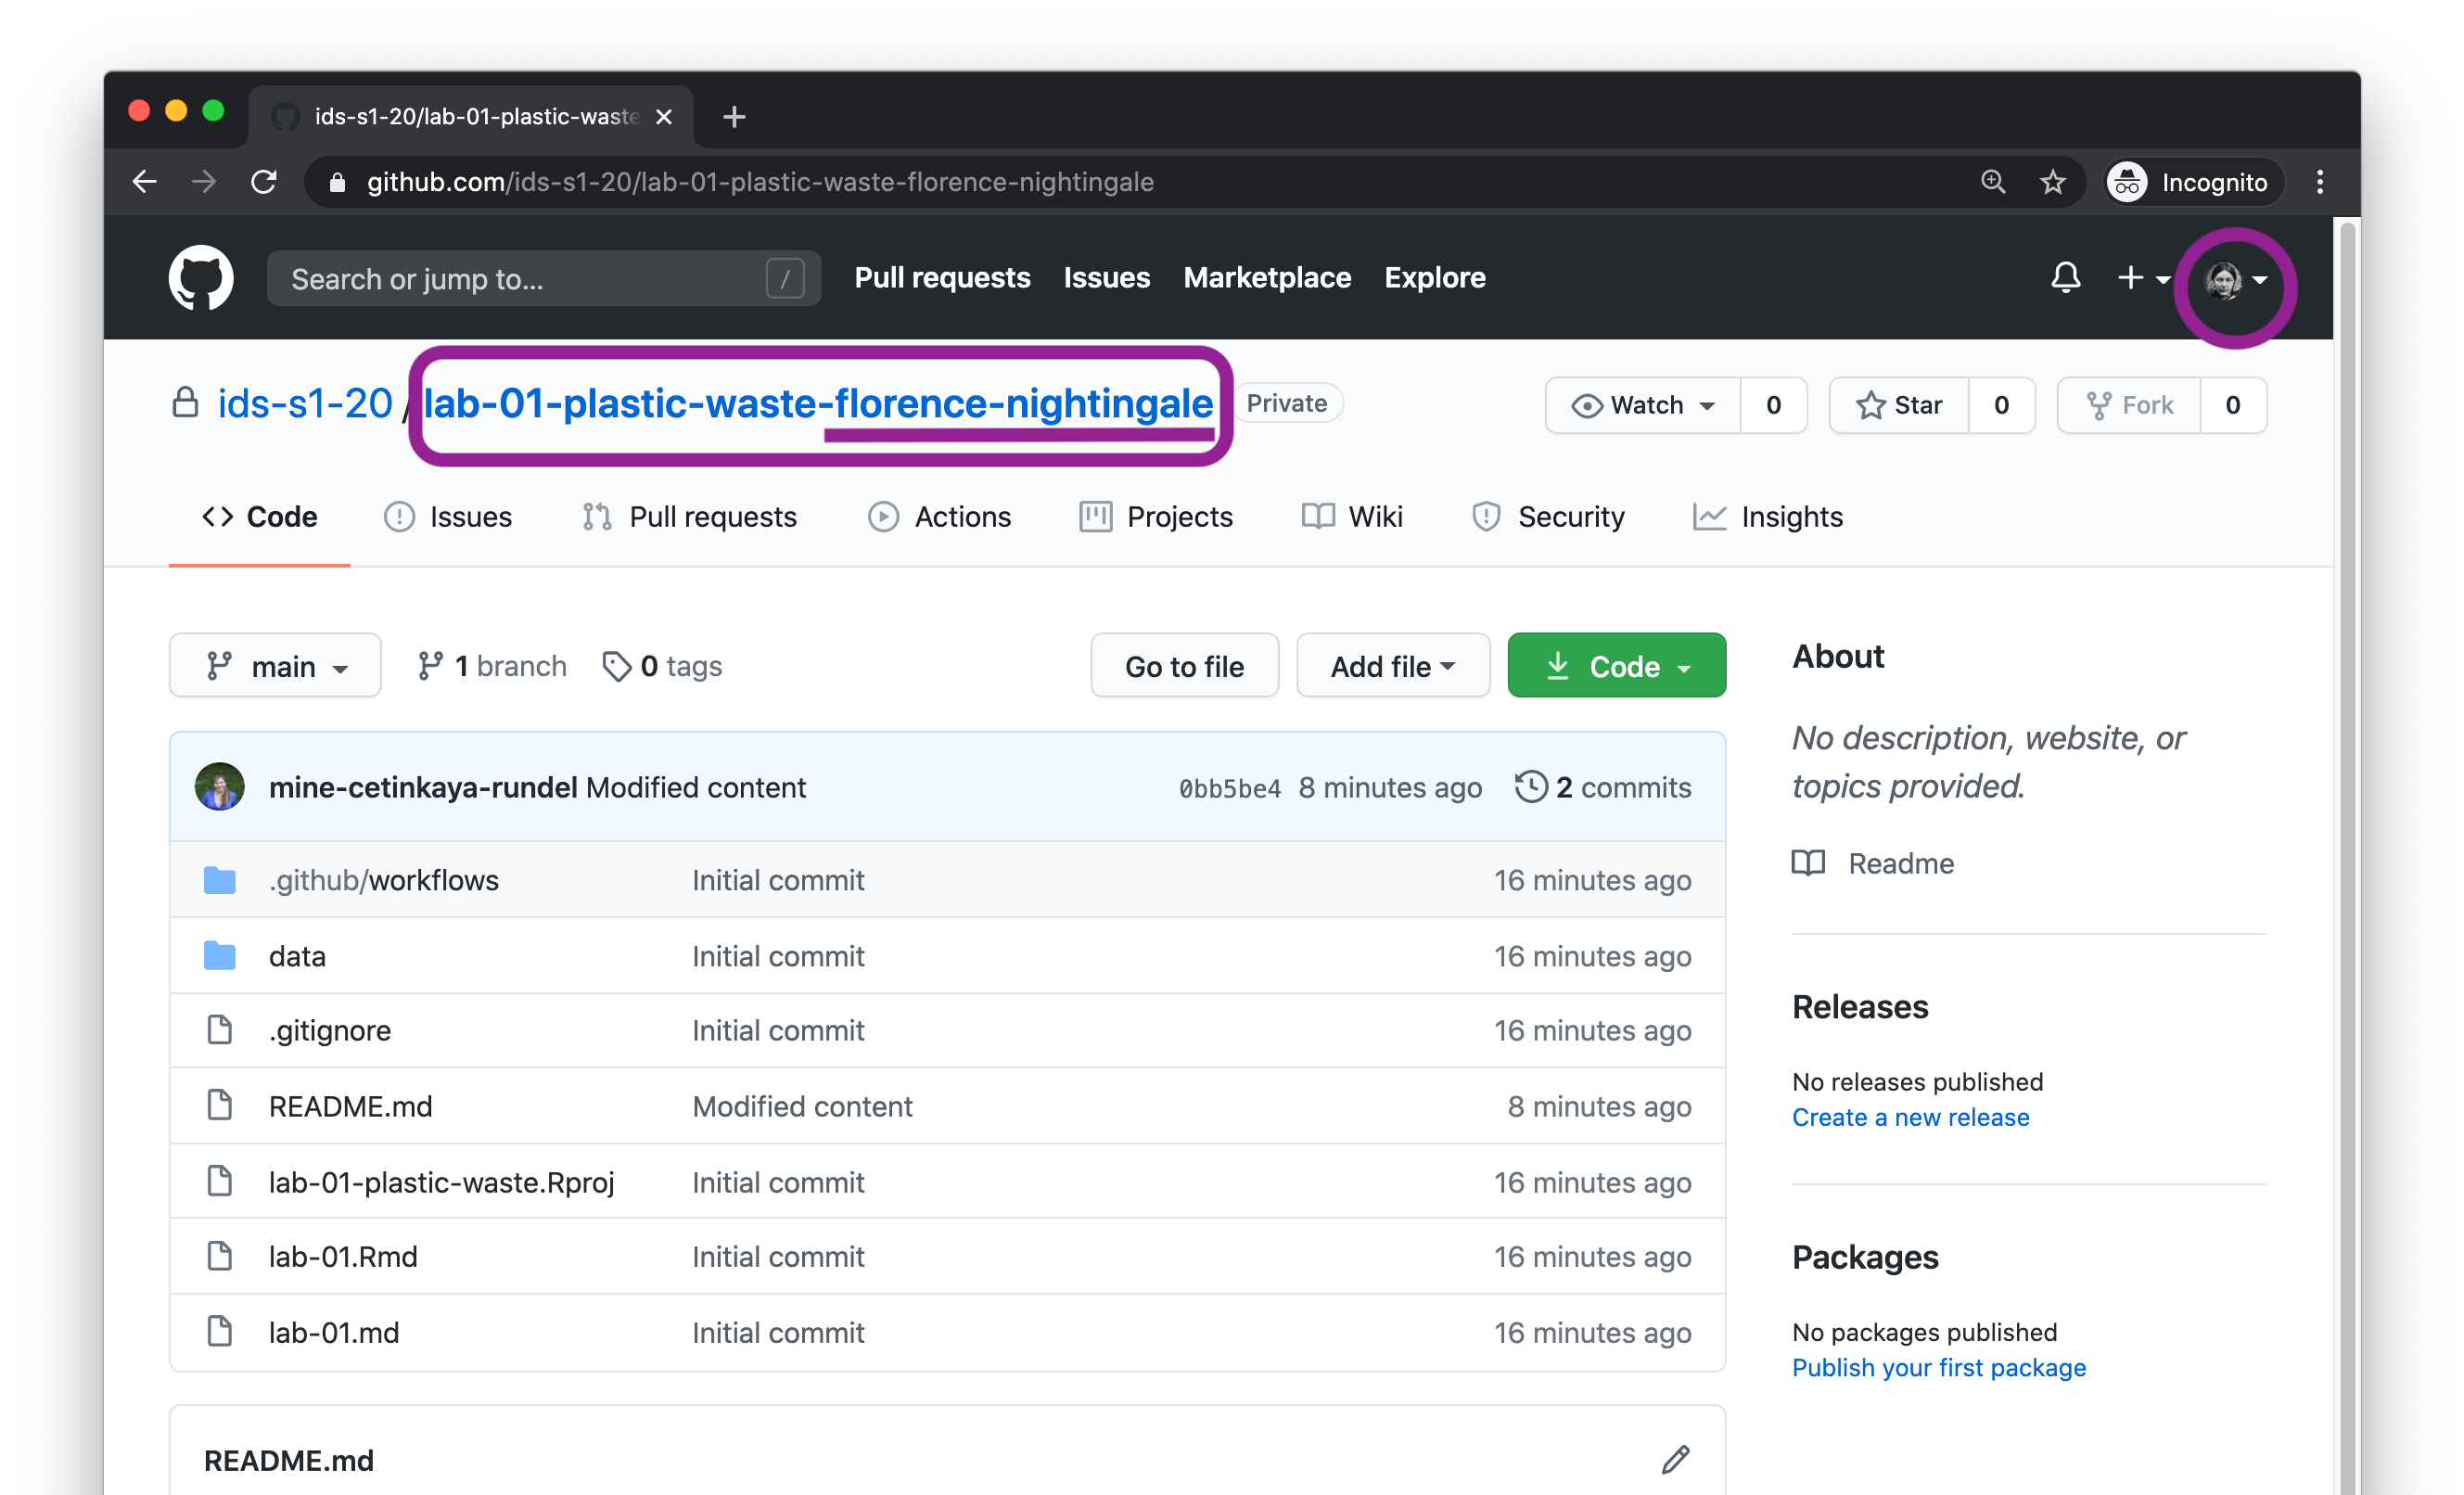 ids-s1-20/lab-01-plastic-waste
github.com/ids-s1-20/lab-01-plastic-waste-florence-nightingale
Incognito
Search or jump to... /
Pull requests Issues Marketplace Explore
ids-s1-20 / lab-01-plastic-waste-florence-nightingale Private
Watch 0 Star 0 Fork 0
Code Issues Pull requests Actions Projects Wiki Security Insights
main 1 branch 0 tags Go to file Add file Code
mine-cetinkaya-rundel Modified content 0bb5be4 8 minutes ago 2 commits
.github/workflows Initial commit 16 minutes ago
data Initial commit 16 minutes ago
.gitignore Initial commit 16 minutes ago
README.md Modified content 8 minutes ago
lab-01-plastic-waste.Rproj Initial commit 16 minutes ago
lab-01.Rmd Initial commit 16 minutes ago
lab-01.md Initial commit 16 minutes ago
README.md
About
No description, website, or
topics provided.
Readme
Releases
No releases published
Create a new release
Packages
No packages published
Publish your first package